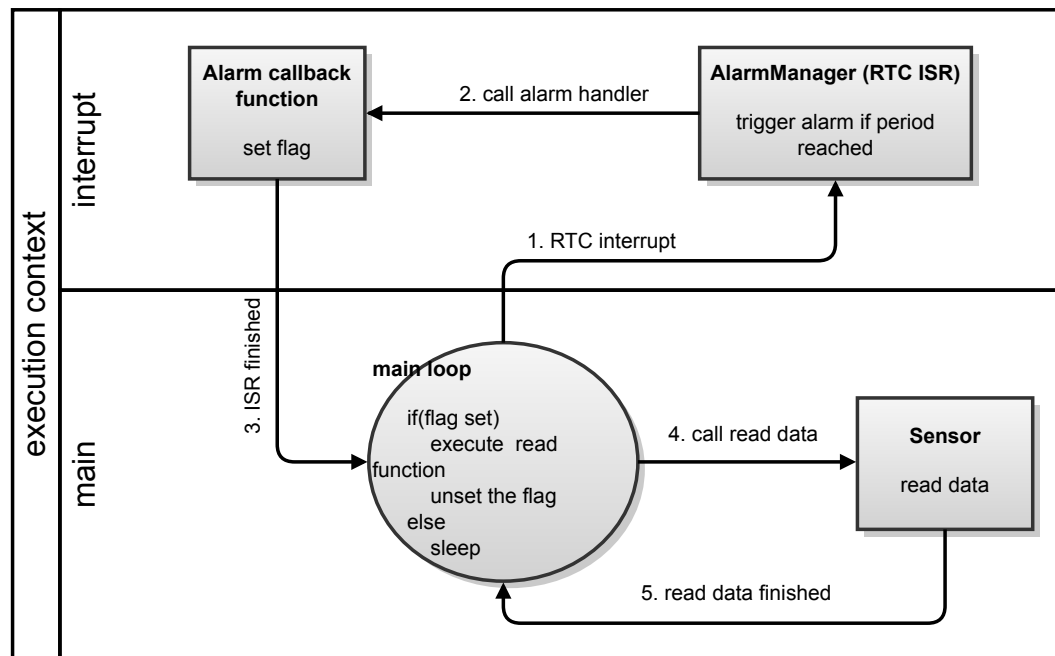 execution context
interrupt
Alarm callback
function
set flag
2. call alarm handler
AlarmManager (RTC ISR)
trigger alarm if period
reached
1. RTC interrupt
3. ISR finished
main
main loop
if(flag set)
execute read
function
unset the flag
else
sleep
4. call read data
Sensor
read data
5. read data finished